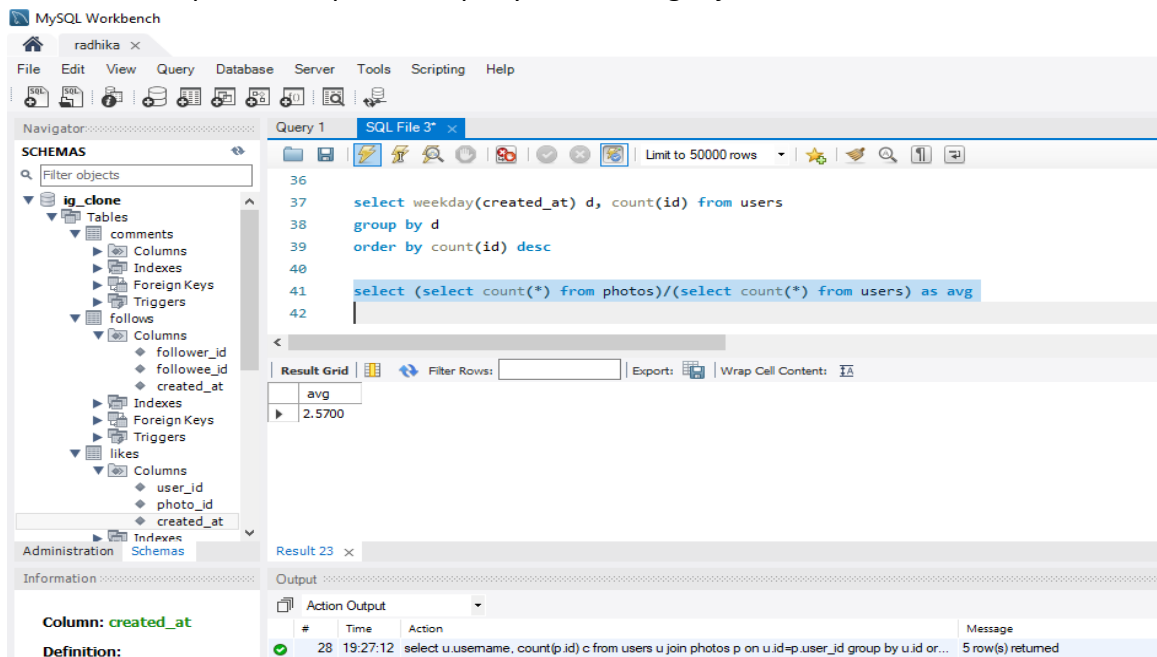 MySQL Workbench
radhika ×
File Edit View Query Database Server Tools Scripting Help
Navigator
SCHEMAS
Filter objects
ig_clone
Tables
comments
Columns
Indexes
Foreign Keys
Triggers
follows
Columns
follower_id
followee_id
created_at
Indexes
Foreign Keys
Triggers
likes
Columns
user_id
photo_id
created_at
Indexes
Administration Schemas
Information
Column: created_at
Definition:
Query 1 SQL File 3* ×
Limit to 50000 rows
36
37 select weekday(created_at) d, count(id) from users
38 group by d
39 order by count(id) desc
40
41 select (select count(*) from photos)/(select count(*) from users) as avg
42
Result Grid Filter Rows: Export: Wrap Cell Content:
avg
2.5700
Result 23 ×
Output
Action Output
# Time Action Message
28 19:27:12 select u.username, count(p.id) c from users u join photos p on u.id=p.user_id group by u.id or... 5 row(s) returned